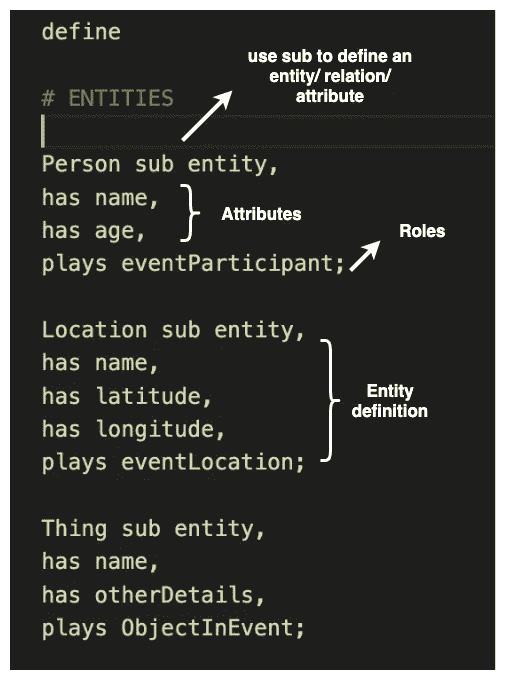 define
use sub to define an
entity/ relation/
attribute
# ENTITIES
Person sub entity,
has name,
has age,
Attributes
plays eventParticipant;
Roles
Location sub entity,
has name,
has latitude,
has longitude,
plays eventLocation;
Entity
definition
Thing sub entity,
has name,
has otherDetails,
plays ObjectInEvent;